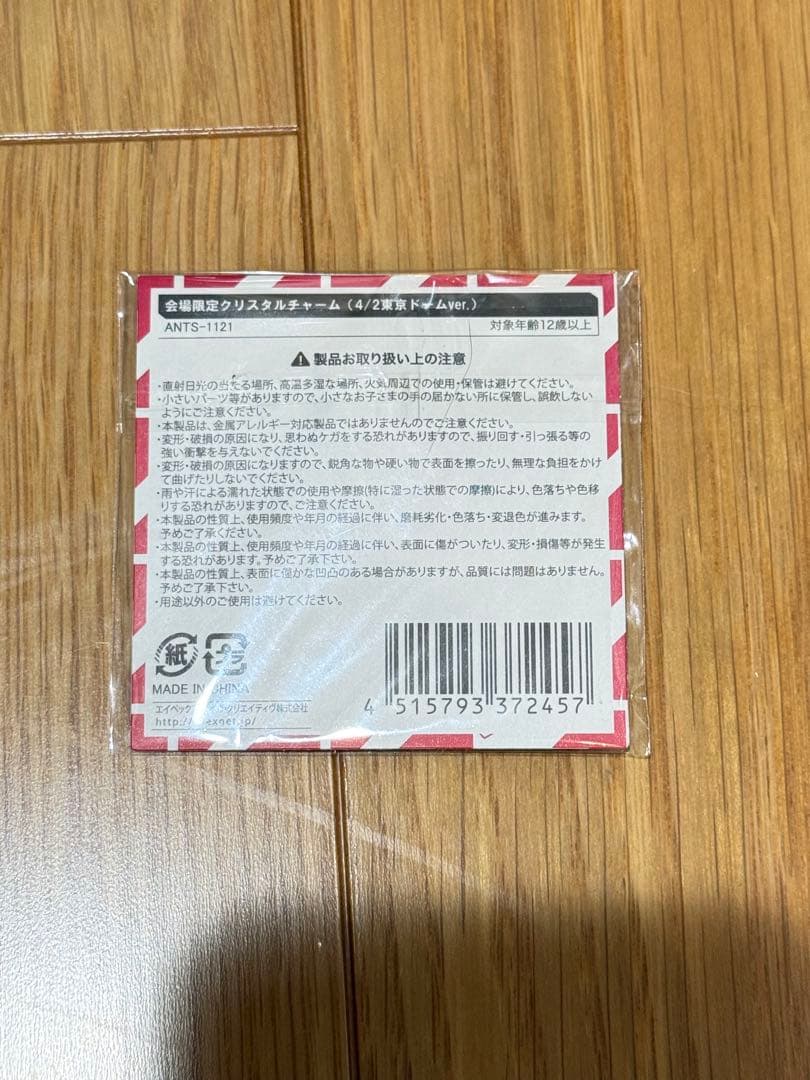 会場限定クリスタルチャーム（4/2東京ドームver.）
ANTS-1121 対象年齢12歳以上
製品お取り扱い上の注意
・直射日光の当たる場所、高温多湿な場所、火気周辺での使用・保管は避けてください。
・小さいパーツ等がありますので、小さなお子さまの手の届かない所に保管し、誤飲しない
ようにご注意ください。
・本製品は、金属アレルギー対応製品ではありませんのでご注意ください。
・変形・破損の原因になり、思わぬケガをする恐れがありますので、振り回す・引っ張る等の
強い衝撃を与えないでください。
・変形・破損の原因になりますので、鋭角な物や硬い物で表面を擦ったり、無理な負担をかけ
て曲げたりしないでください。
・雨や汗による濡れた状態での使用や摩擦(特に湿った状態での摩擦)により、色落ちや色移
りする恐れがありますので、ご注意ください。
・本製品の性質上、使用頻度や年月の経過に伴い、磨耗劣化・色落ち・変退色が進みます。
予めご了承ください。
・本製品の性質上、使用頻度や年月の経過に伴い、表面に傷がついたり、変形・損傷等が発生
する恐れがあります。予めご了承下さい。
・本製品の性質上、表面に僅かな凹凸のある場合がありますが、品質には問題はありません。
予めご了承下さい。
・用途以外のご使用は避けてください。
紙 プラ
MADE IN CHINA
エイベックス クリエイティヴ株式会社
http:// exnet.jp/
4 515793 372457